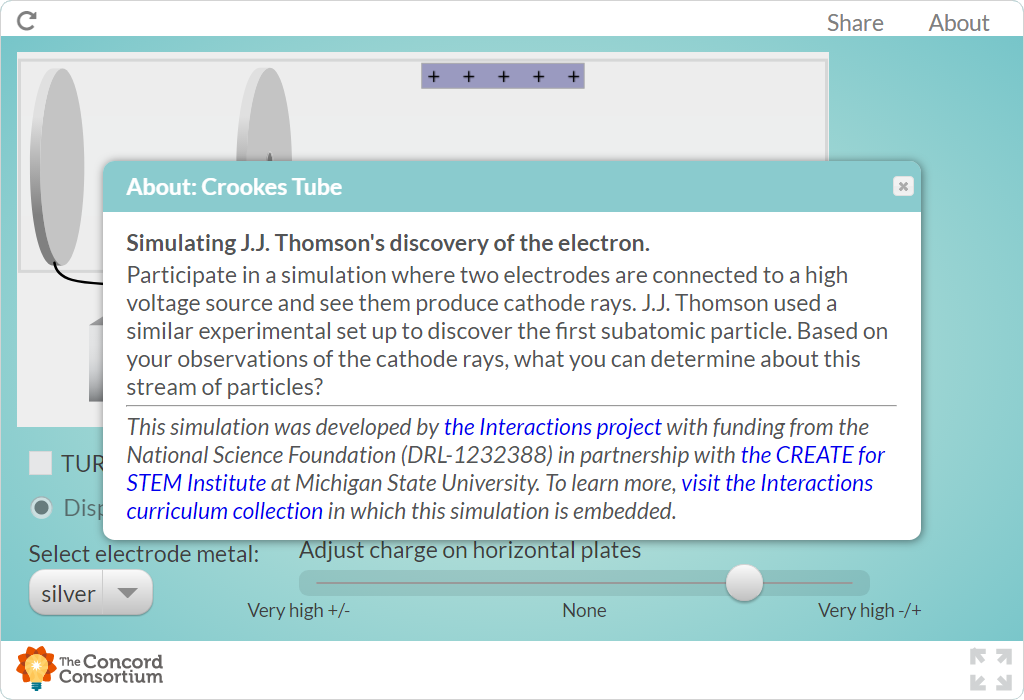 Share About
+ + + + +
About: Crookes Tube
Simulating J.J. Thomson's discovery of the electron.
Participate in a simulation where two electrodes are connected to a high
voltage source and see them produce cathode rays. J.J. Thomson used a
similar experimental set up to discover the first subatomic particle. Based on
your observations of the cathode rays, what you can determine about this
stream of particles?
This simulation was developed by the Interactions project with funding from the
National Science Foundation (DRL-1232388) in partnership with the CREATE for
STEM Institute at Michigan State University. To learn more, visit the Interactions
curriculum collection in which this simulation is embedded.
Select electrode metal:
silver
Adjust charge on horizontal plates
Very high +/- None Very high -/+
The Concord
Consortium